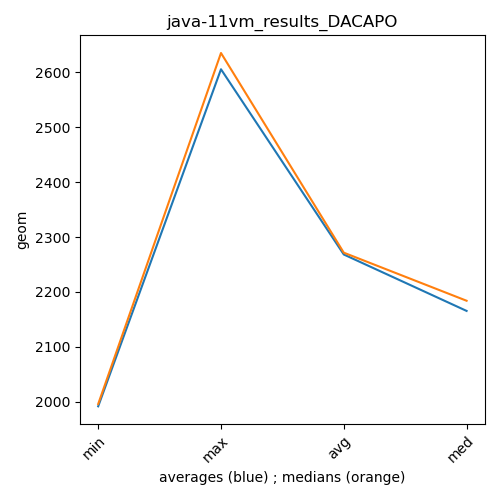 java-11vm_results_DACAPO
2600
2500
2400
2300
2200
2100
2000
geom
min
max
avg
med
averages (blue) ; medians (orange)